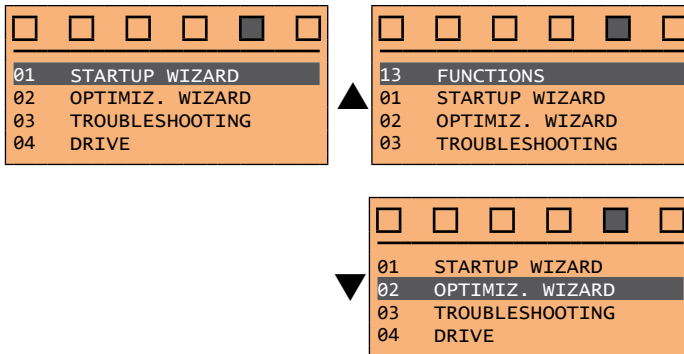 01 STARTUP WIZARD
02 OPTIMIZ. WIZARD
03 TROUBLESHOOTING
04 DRIVE
13 FUNCTIONS
01 STARTUP WIZARD
02 OPTIMIZ. WIZARD
03 TROUBLESHOOTING
01 STARTUP WIZARD
02 OPTIMIZ. WIZARD
03 TROUBLESHOOTING
04 DRIVE